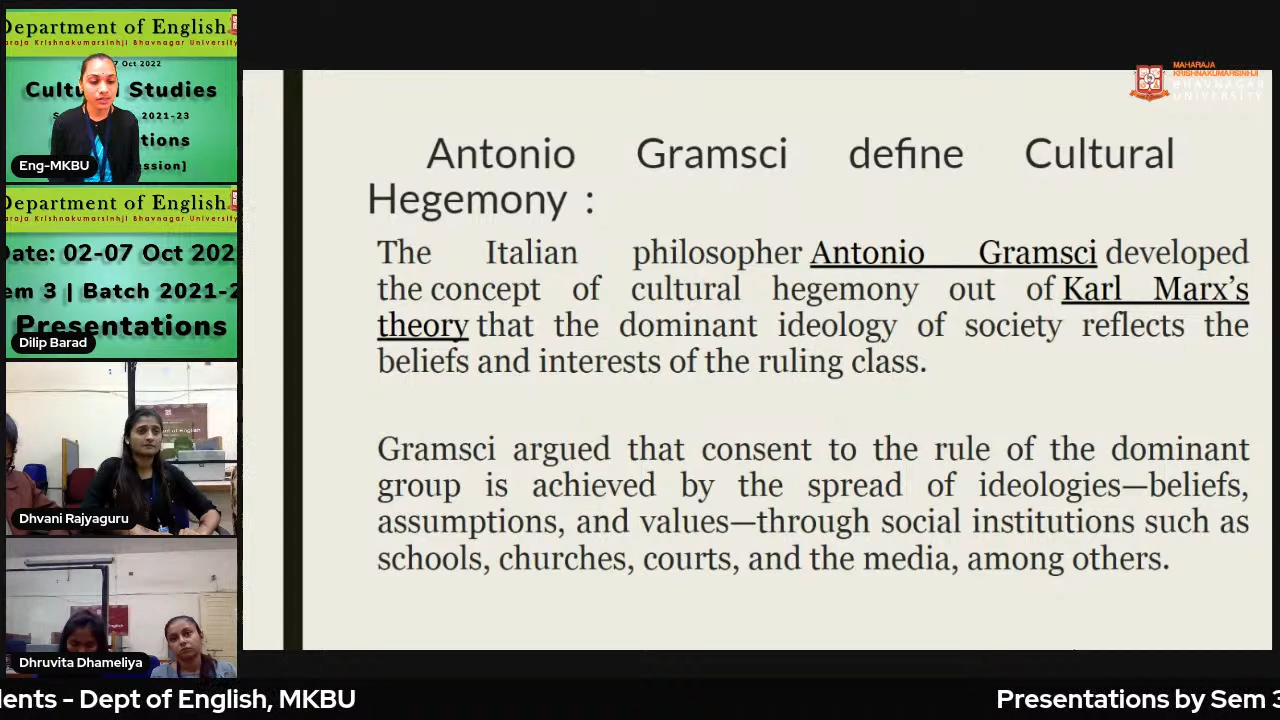 Department of English
Maharaja Krishnakumarsinhji Bhavnagar University
7 Oct 2022
Cultu Studies
2021-23
tions
ession]
Eng-MKBU
Department of English
araja Krishnakumarsinhji Bhavnagar University
Date: 02-07 Oct 202
em 3 | Batch 2021-2
Presentations
Dilip Barad
Dhvani Rajyaguru
Dhruvita Dhameliya
MAHARAJA
KRISHNAKUMARSINHJI
BHAVNAGAR
UNIVERSITY
Antonio Gramsci define Cultural
Hegemony :
The Italian philosopher Antonio Gramsci developed
the concept of cultural hegemony out of Karl Marx's
theory that the dominant ideology of society reflects the
beliefs and interests of the ruling class.
Gramsci argued that consent to the rule of the dominant
group is achieved by the spread of ideologies—beliefs,
assumptions, and values—through social institutions such as
schools, churches, courts, and the media, among others.
dents - Dept of English, MKBU
Presentations by Sem 3